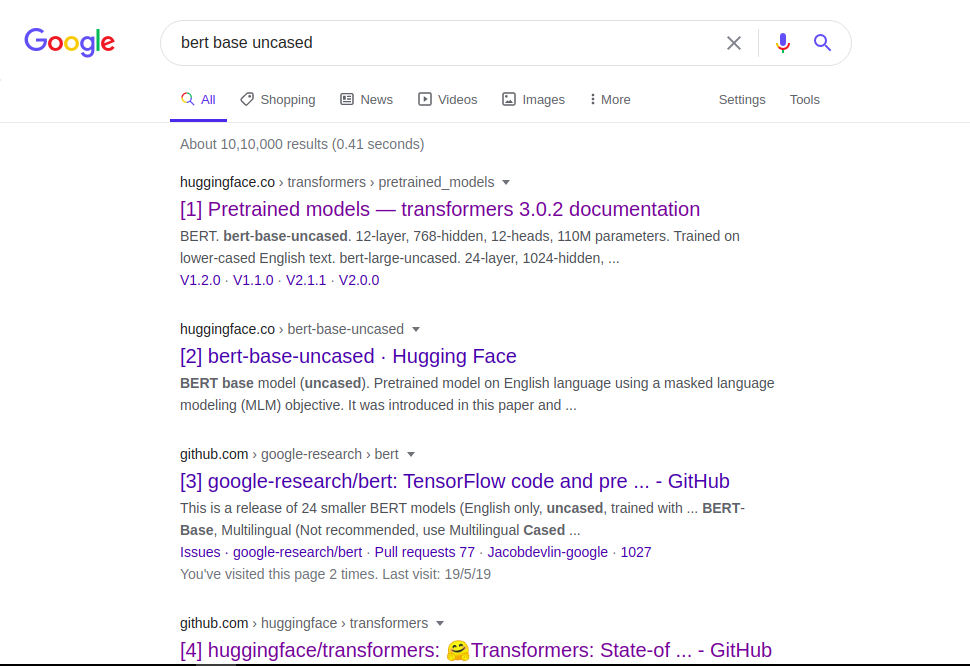 Google
bert base uncased
All Shopping News Videos Images More Settings Tools
About 10,10,000 results (0.41 seconds)
huggingface.co › transformers › pretrained_models
[1] Pretrained models — transformers 3.0.2 documentation
BERT. bert-base-uncased. 12-layer, 768-hidden, 12-heads, 110M parameters. Trained on
lower-cased English text. bert-large-uncased. 24-layer, 1024-hidden, ...
V1.2.0 · V1.1.0 · V2.1.1 · V2.0.0
huggingface.co › bert-base-uncased
[2] bert-base-uncased · Hugging Face
BERT base model (uncased). Pretrained model on English language using a masked language
modeling (MLM) objective. It was introduced in this paper and ...
github.com › google-research › bert
[3] google-research/bert: TensorFlow code and pre ... - GitHub
This is a release of 24 smaller BERT models (English only, uncased, trained with ... BERT-
Base, Multilingual (Not recommended, use Multilingual Cased ...
Issues · google-research/bert · Pull requests 77 · Jacobdevlin-google · 1027
You've visited this page 2 times. Last visit: 19/5/19
github.com › huggingface › transformers
[4] huggingface/transformers: 🤗Transformers: State-of ... - GitHub